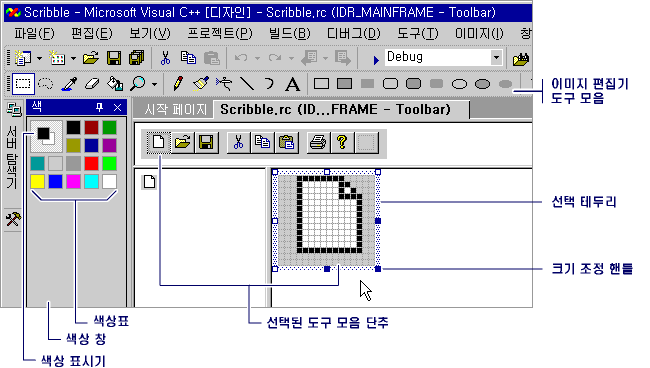 Scribble - Microsoft Visual C++ [디자인] - Scribble.rc (IDR_MAINFRAME - Toolbar)
파일(F) 편집(E) 보기(V) 프로젝트(P) 빌드(B) 디버그(D) 도구(T) 이미지(I) 창
Debug
A
이미지 편집기
도구 모음
색
시작 페이지 Scribble.rc (ID...FRAME - Toolbar)
서버 탐색기
선택 테두리
크기 조정 핸들
색상표
선택된 도구 모음 단추
색상 창
색상 표시기